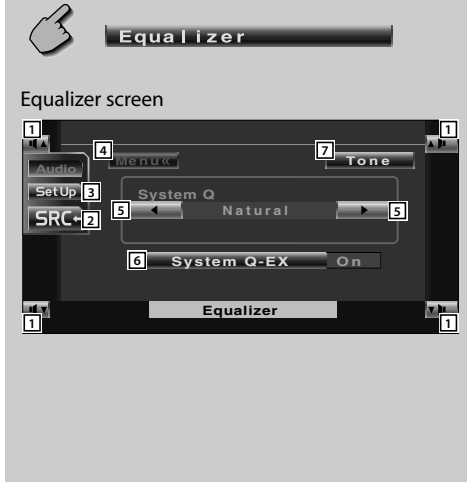 Equalizer
Equalizer screen
1 1
4 Menu« 7 Tone
Audio
SetUp 3
SRC 2
System Q
5 Natural 5
6 System Q-EX On
Equalizer
1 1